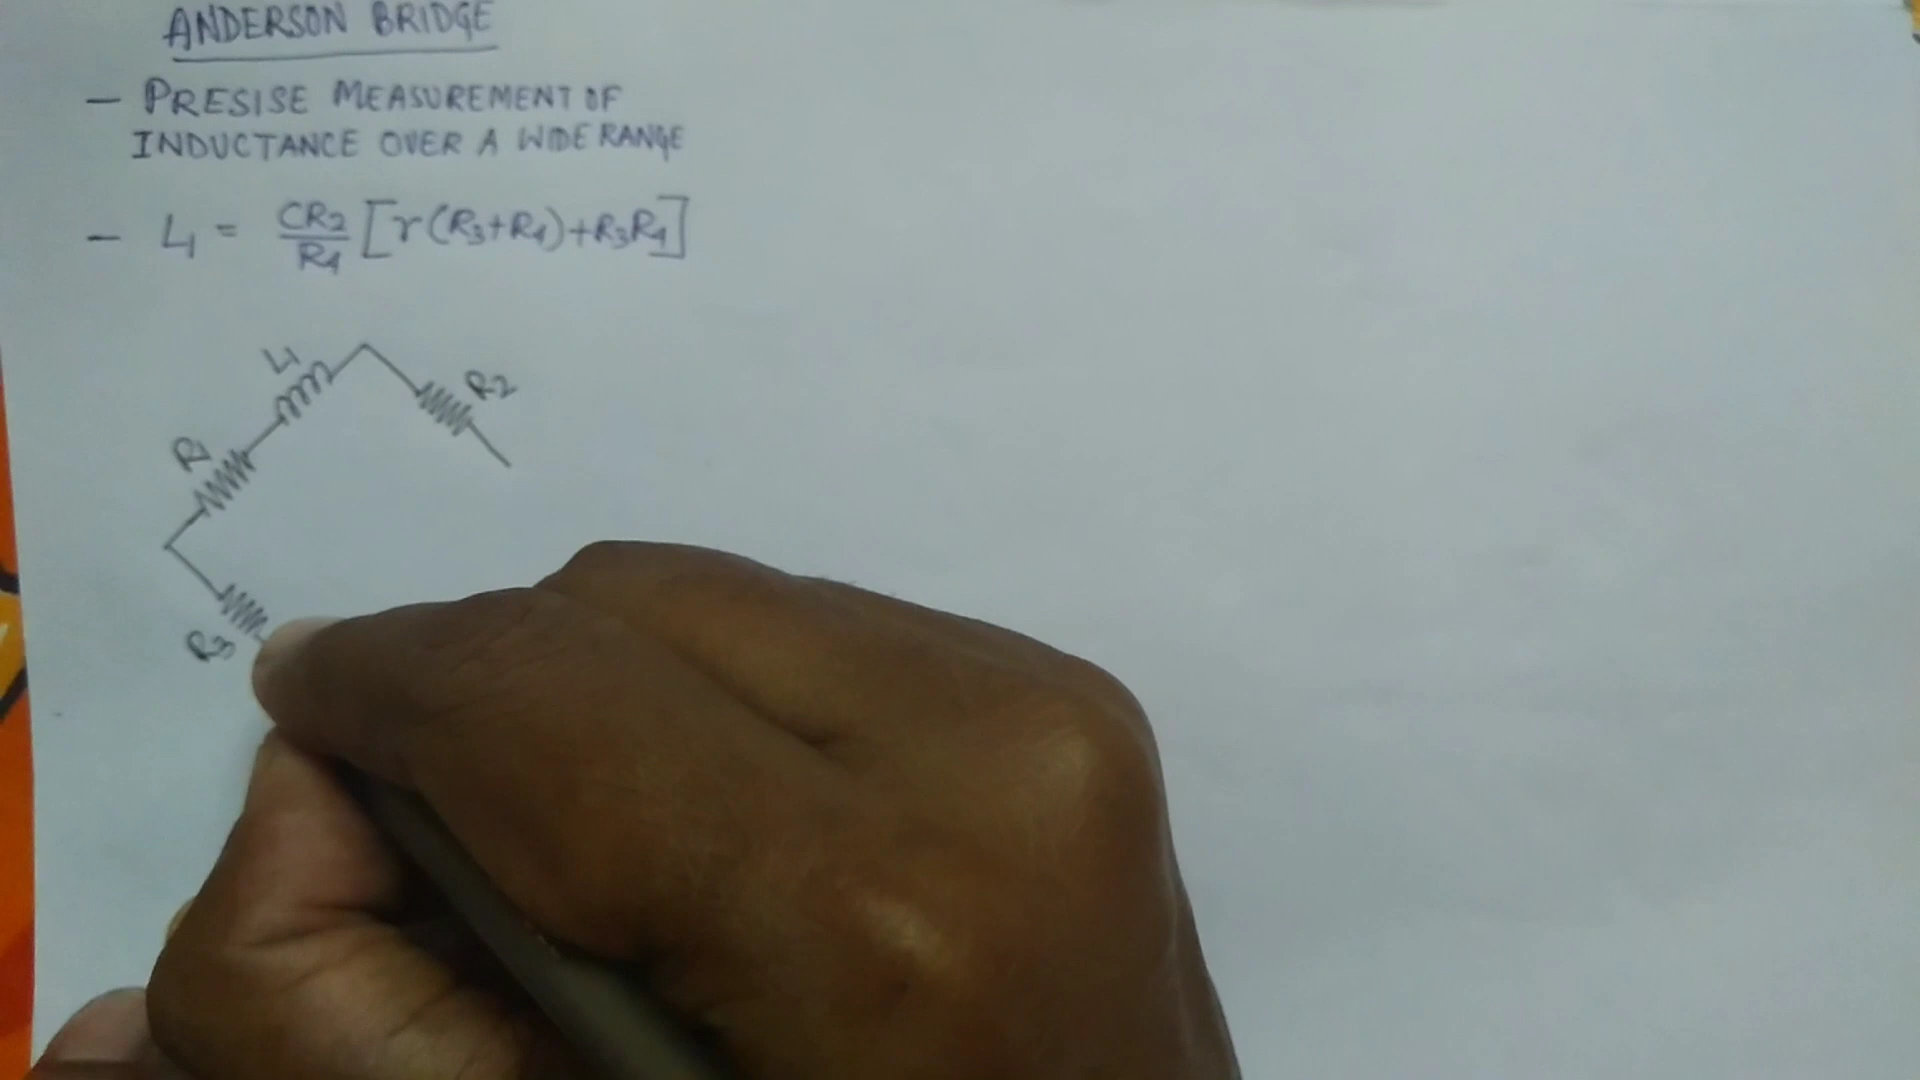 ANDERSON BRIDGE
- PRESISE MEASUREMENT OF
INDUCTANCE OVER A WIDE RANGE
- L1 = CR2/R4 [r(R3+R4)+R3R4]
L1
R2
R1
R3